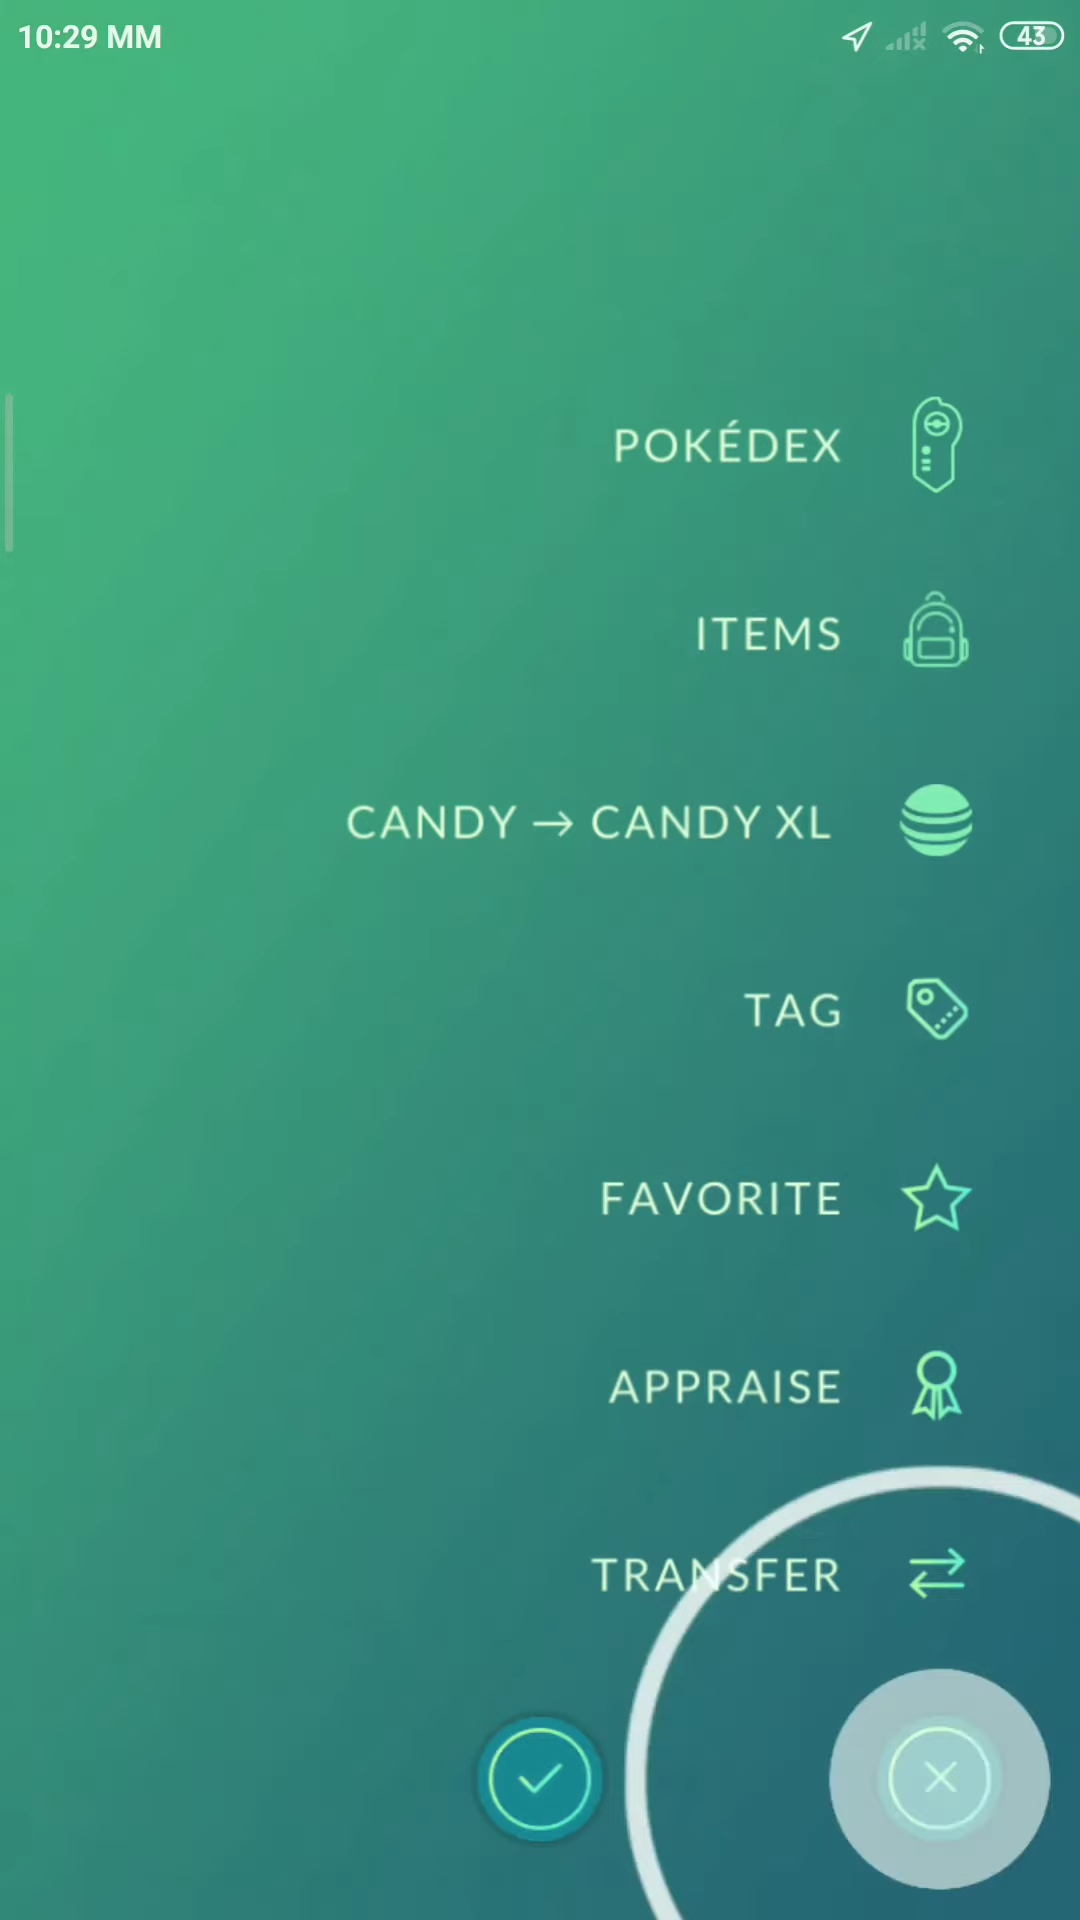 10:29 MM
43
POKÉDEX
ITEMS
CANDY → CANDY XL
TAG
FAVORITE
APPRAISE
TRANSFER